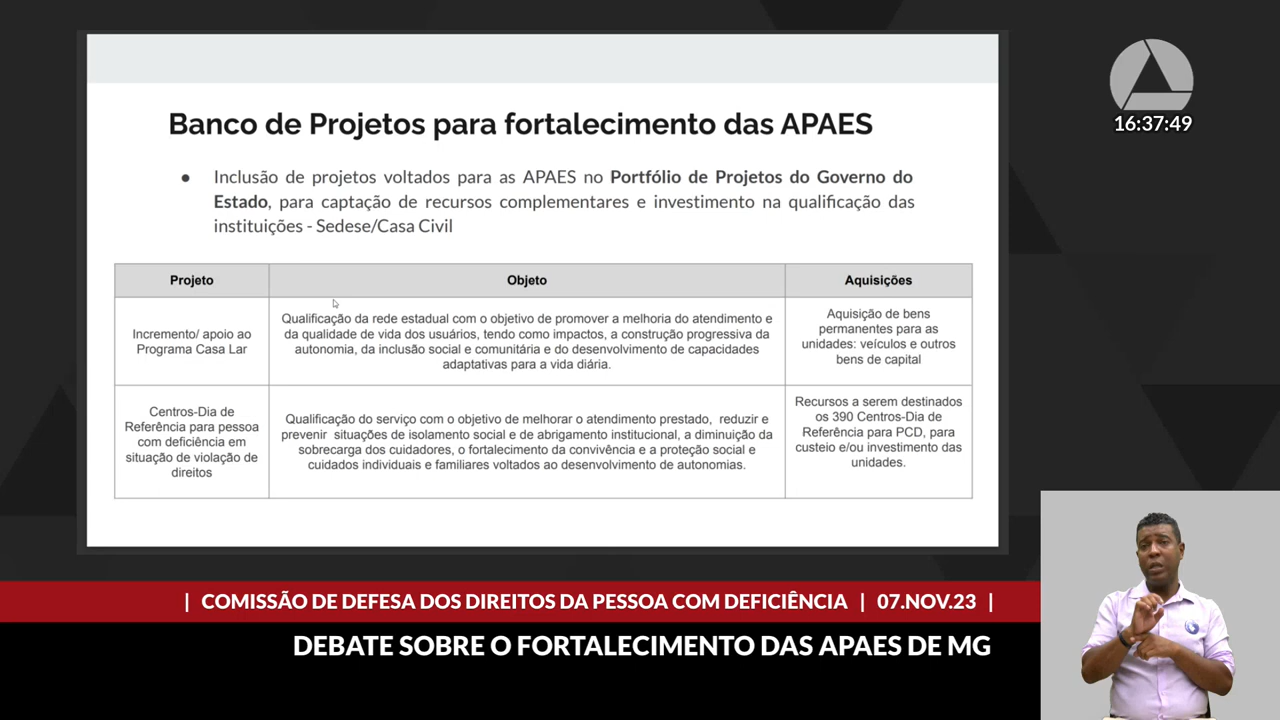 16:37:49
Banco de Projetos para fortalecimento das APAES
● Inclusão de projetos voltados para as APAES no Portfólio de Projetos do Governo do
Estado, para captação de recursos complementares e investimento na qualificação das
instituições - Sedese/Casa Civil
Projeto
Objeto
Aquisições
Incremento/ apoio ao
Programa Casa Lar
Qualificação da rede estadual com o objetivo de promover a melhoria do atendimento e
da qualidade de vida dos usuários, tendo como impactos, a construção progressiva da
autonomia, da inclusão social e comunitária e do desenvolvimento de capacidades
adaptativas para a vida diária.
Aquisição de bens
permanentes para as
unidades: veículos e outros
bens de capital
Centros-Dia de
Referência para pessoa
com deficiência em
situação de violação de
direitos
Qualificação do serviço com o objetivo de melhorar o atendimento prestado, reduzir e
prevenir situações de isolamento social e de abrigamento institucional, a diminuição da
sobrecarga dos cuidadores, o fortalecimento da convivência e a proteção social e
cuidados individuais e familiares voltados ao desenvolvimento de autonomias.
Recursos a serem destinados
os 390 Centros-Dia de
Referência para PCD, para
custeio e/ou investimento das
unidades.
| COMISSÃO DE DEFESA DOS DIREITOS DA PESSOA COM DEFICIÊNCIA | 07.NOV.23 |
DEBATE SOBRE O FORTALECIMENTO DAS APAES DE MG